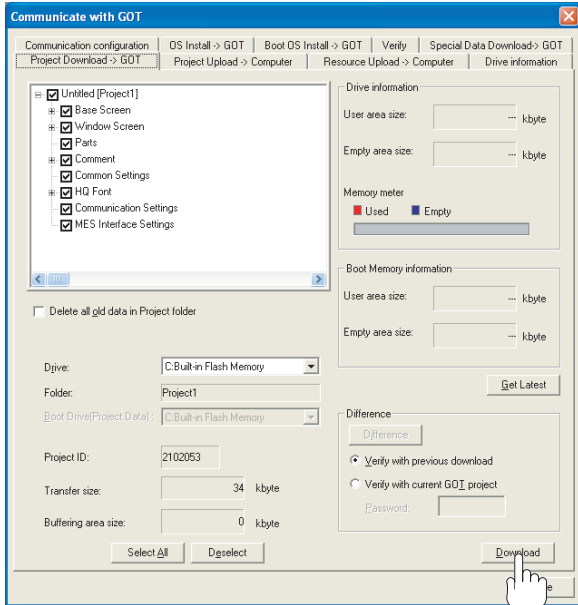 Communicate with GOT
Communication configuration OS Install -> GOT Boot OS Install -> GOT Verify Special Data Download-> GOT
Project Download -> GOT Project Upload -> Computer Resource Upload -> Computer Drive information
Untitled [Project1]
Base Screen
Window Screen
Parts
Comment
Common Settings
HQ Font
Communication Settings
MES Interface Settings
Delete all old data in Project folder
Drive: C:Built-in Flash Memory
Folder: Project1
Boot Drive(Project Data) : C:Built-in Flash Memory
Project ID: 2102053
Transfer size: 34 kbyte
Buffering area size: 0 kbyte
Select All Deselect
Drive information
User area size: --- kbyte
Empty area size: --- kbyte
Memory meter
Used Empty
Boot Memory information
User area size: --- kbyte
Empty area size: --- kbyte
Get Latest
Difference
Difference
Verify with previous download
Verify with current GOT project
Password:
Download